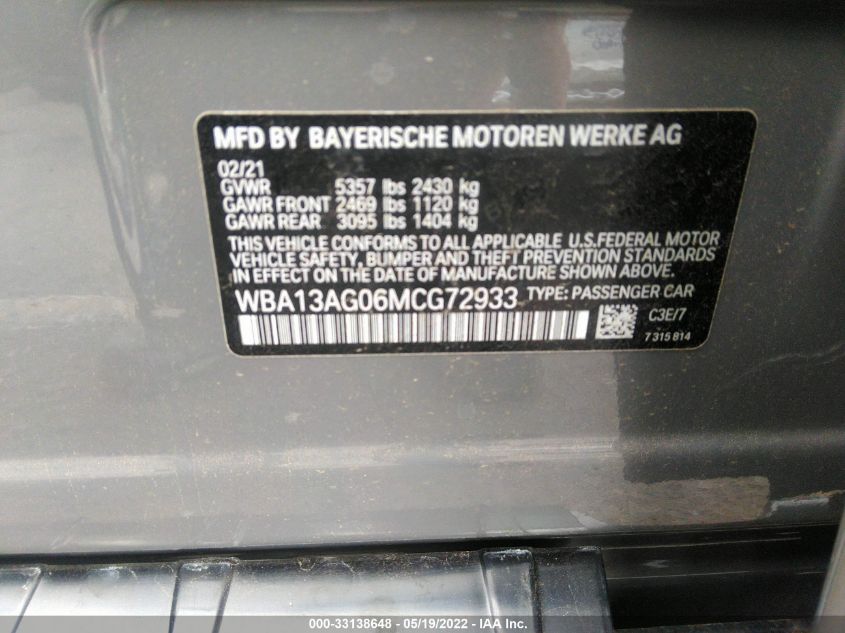 MFD BY BAYERISCHE MOTOREN WERKE AG
02/21
GVWR 5357 lbs 2430 kg
GAWR FRONT 2469 lbs 1120 kg
GAWR REAR 3095 lbs 1404 kg
THIS VEHICLE CONFORMS TO ALL APPLICABLE U.S.FEDERAL MOTOR
VEHICLE SAFETY, BUMPER AND THEFT PREVENTION STANDARDS
IN EFFECT ON THE DATE OF MANUFACTURE SHOWN ABOVE.
WBA13AG06MCG72933 TYPE: PASSENGER CAR
C3E/7
7 315 814
000-33138648 - 05/19/2022 - IAA Inc.